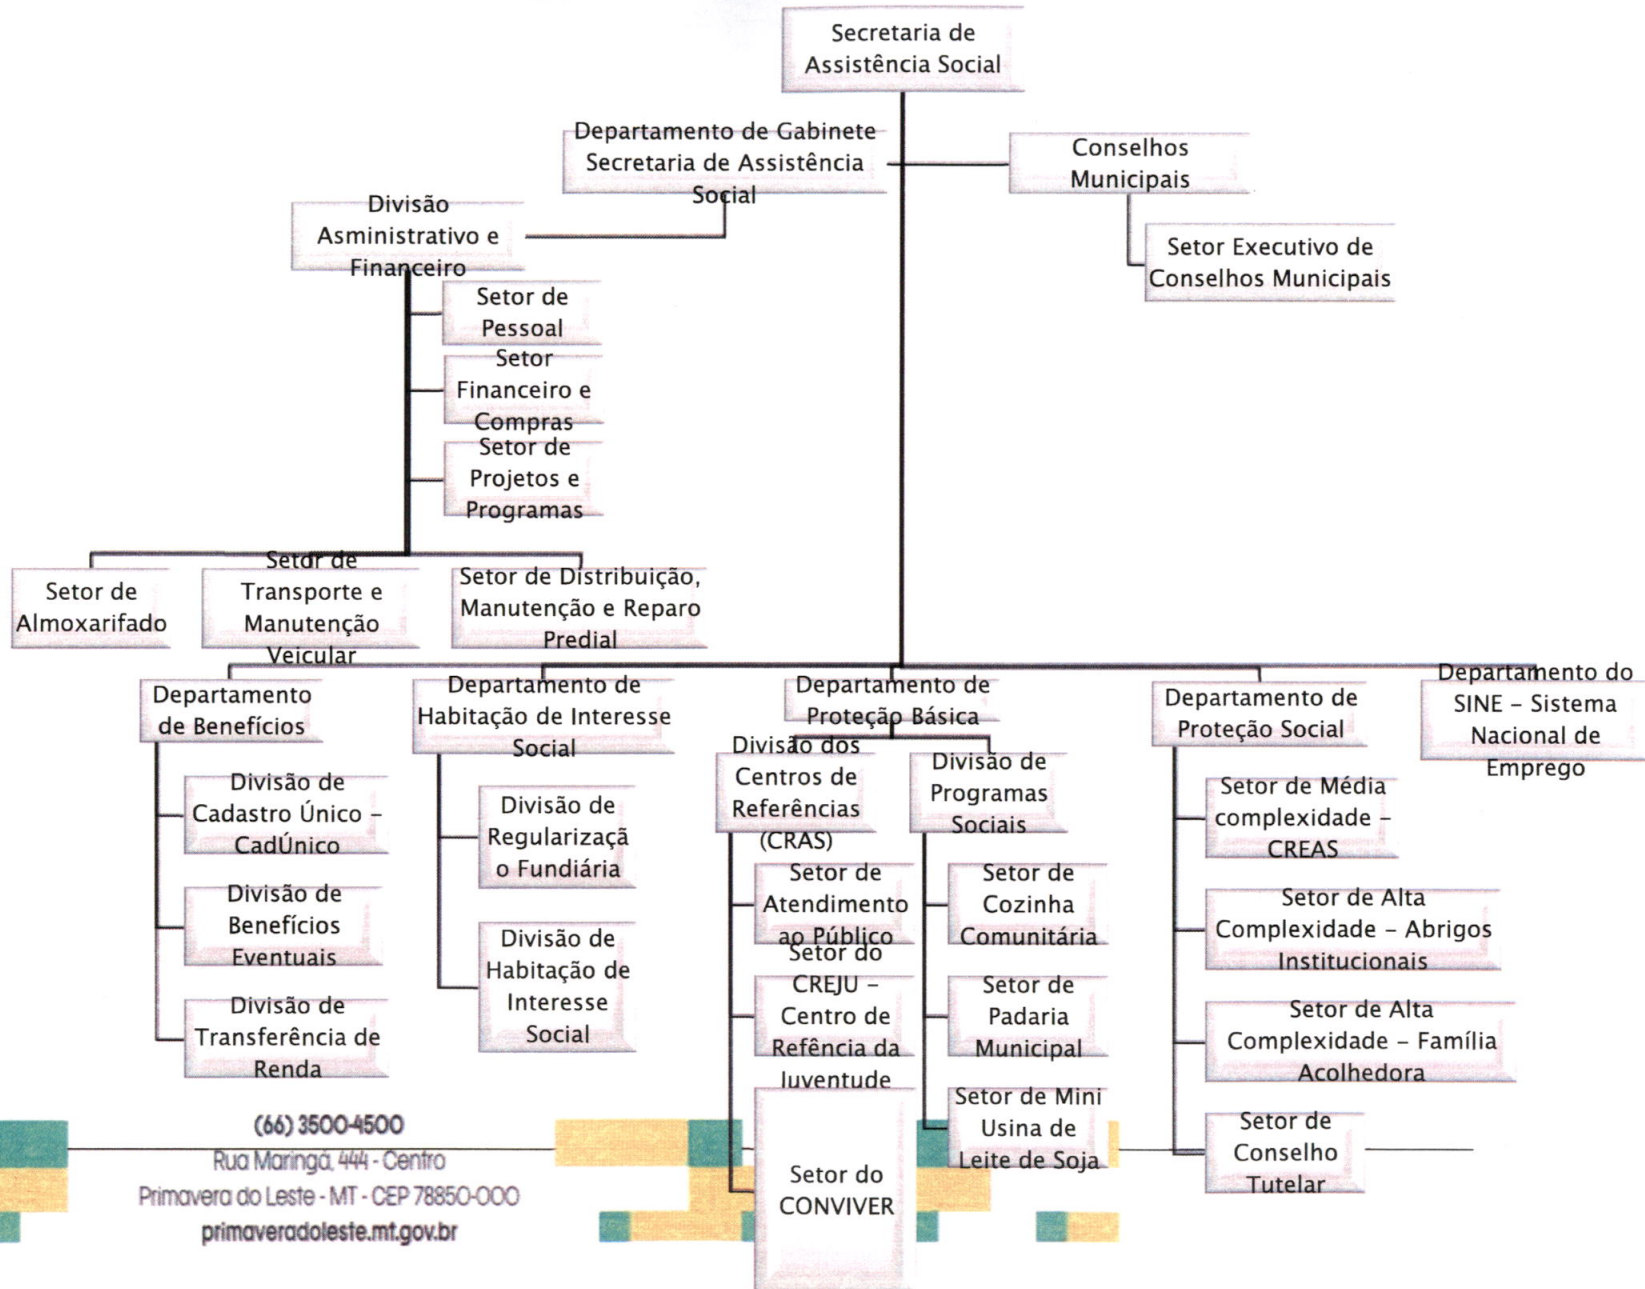 Secretaria de
Assistência Social
Departamento de Gabinete
Secretaria de Assistência
Social
Conselhos
Municipais
Setor Executivo de
Conselhos Municipais
Divisão
Asministrativo e
Financeiro
Setor de
Pessoal
Setor
Financeiro e
Compras
Setor de
Projetos e
Programas
Setor de
Almoxarifado
Setor de
Transporte e
Manutenção
Veicular
Setor de Distribuição,
Manutenção e Reparo
Predial
Departamento
de Benefícios
Divisão de
Cadastro Único –
CadÚnico
Divisão de
Benefícios
Eventuais
Divisão de
Transferência de
Renda
Departamento de
Habitação de Interesse
Social
Divisão de
Regularizaçã
o Fundiária
Divisão de
Habitação de
Interesse
Social
Departamento de
Proteção Básica
Divisão dos
Centros de
Referências
(CRAS)
Setor de
Atendimento
ao Público
Setor do
CREJU –
Centro de
Refência da
Juventude
Setor do
CONVIVER
Divisão de
Programas
Sociais
Setor de
Cozinha
Comunitária
Setor de
Padaria
Municipal
Setor de Mini
Usina de
Leite de Soja
Departamento de
Proteção Social
Setor de Média
complexidade –
CREAS
Setor de Alta
Complexidade – Abrigos
Institucionais
Setor de Alta
Complexidade – Família
Acolhedora
Setor de
Conselho
Tutelar
Departamento do
SINE – Sistema
Nacional de
Emprego
(66) 3500-4500
Rua Maringá, 444 - Centro
Primavera do Leste - MT - CEP 78850-000
primaveradoleste.mt.gov.br